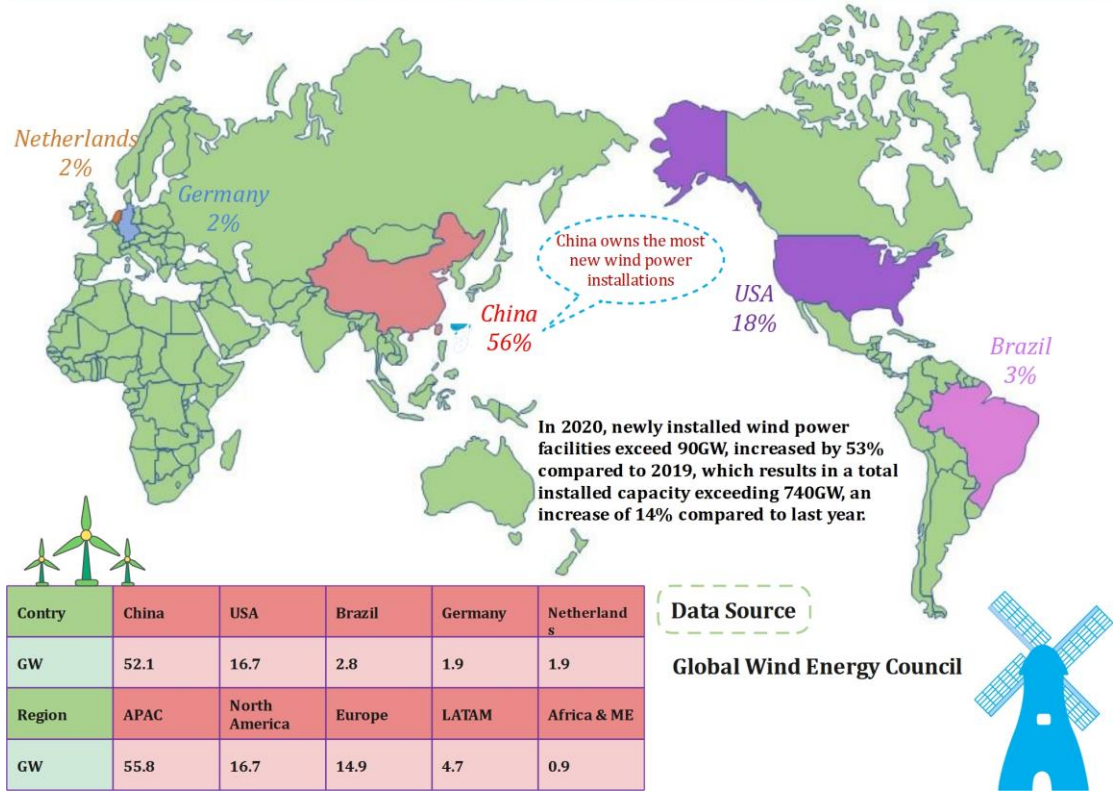 Netherlands
2%
Germany
2%
China owns the most
new wind power
installations
China
56%
USA
18%
Brazil
3%
In 2020, newly installed wind power
facilities exceed 90GW, increased by 53%
compared to 2019, which results in a total
installed capacity exceeding 740GW, an
increase of 14% compared to last year.
Contry China USA Brazil Germany Netherland
s
GW 52.1 16.7 2.8 1.9 1.9
Region APAC North
America Europe LATAM Africa & ME
GW 55.8 16.7 14.9 4.7 0.9
Data Source
Global Wind Energy Council